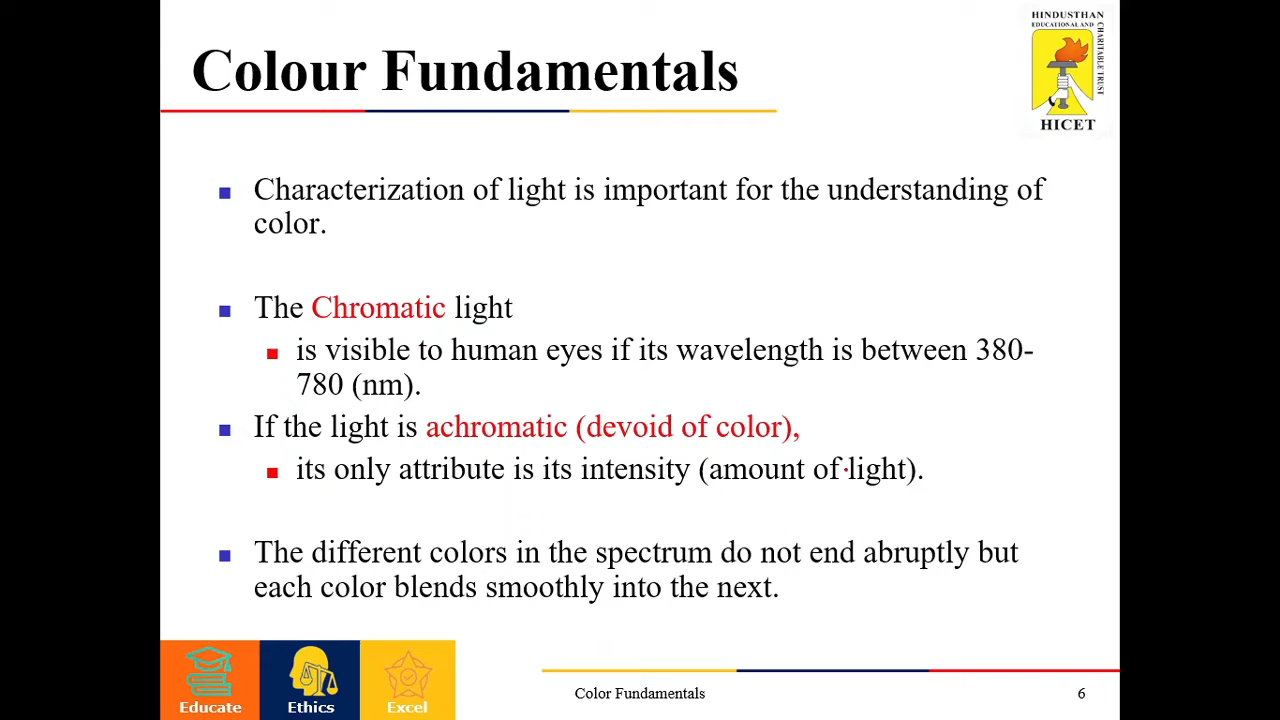 HINDUSTHAN
EDUCATIONAL AND
CHARITABLE TRUST
HICET
Colour Fundamentals
Characterization of light is important for the understanding of
color.
The Chromatic light
is visible to human eyes if its wavelength is between 380-
780 (nm).
If the light is achromatic (devoid of color),
its only attribute is its intensity (amount of light).
The different colors in the spectrum do not end abruptly but
each color blends smoothly into the next.
Educate
Ethics
Excel
Color Fundamentals
6